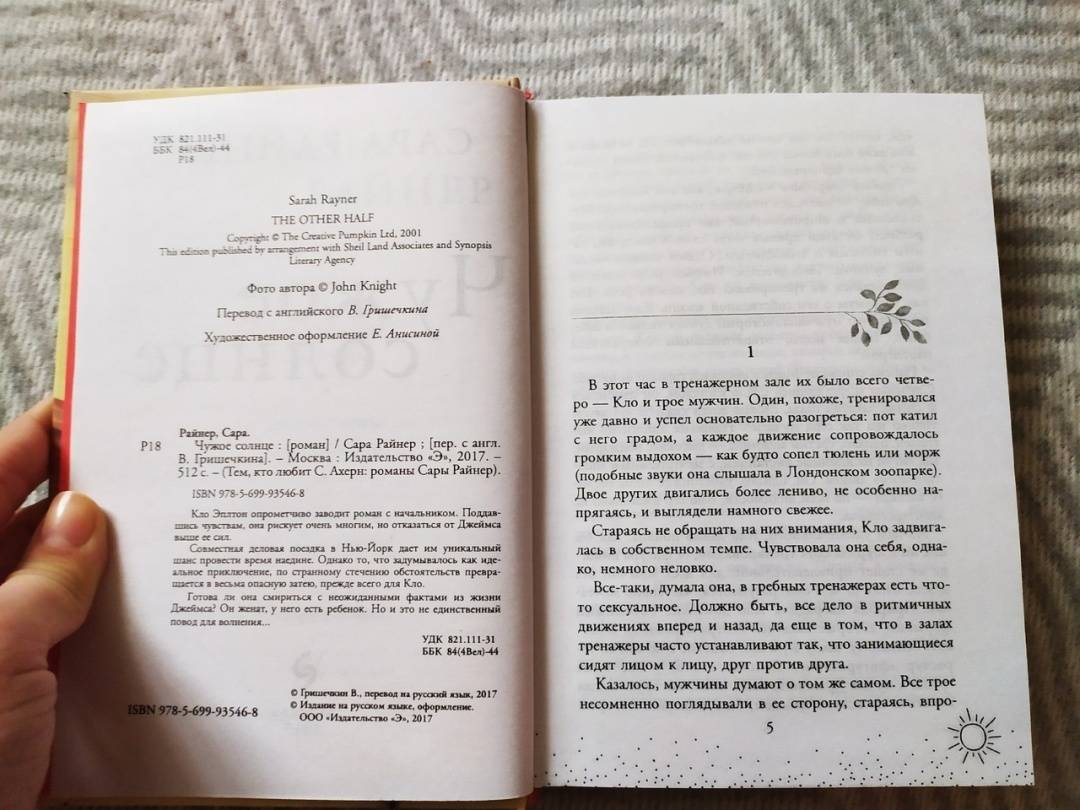 УДК 821.111-31
ББК 84(4Вел)-44
Р18
Sarah Rayner
THE OTHER HALF
Copyright © The Creative Pumpkin Ltd, 2001
This edition published by arrangement with Sheil Land Associates and Synopsis
Literary Agency
Фото автора © John Knight
Перевод с английского В. Гришечкина
Художественное оформление Е. Анисиной
Райнер, Сара.
Р18 Чужое солнце : [роман] / Сара Райнер ; [пер. с англ.
В. Гришечкина]. – Москва : Издательство «Э», 2017. –
512 с. – (Тем, кто любит С. Ахерн: романы Сары Райнер).
ISBN 978-5-699-93546-8
Кло Эплтон опрометчиво заводит роман с начальником. Поддав-
шись чувствам, она рискует очень многим, но отказаться от Джеймса
выше ее сил.
Совместная деловая поездка в Нью-Йорк дает им уникальный
шанс провести время наедине. Однако то, что задумывалось как иде-
альное приключение, по странному стечению обстоятельств превра-
щается в весьма опасную затею, прежде всего для Кло.
Готова ли она смириться с неожиданными фактами из жизни
Джеймса? Он женат, у него есть ребенок. Но и это не единственный
повод для волнения...
УДК 821.111-31
ББК 84(4Вел)-44
© Гришечкин В., перевод на русский язык, 2017
© Издание на русском языке, оформление.
ООО «Издательство «Э», 2017
ISBN 978-5-699-93546-8
1
В этот час в тренажерном зале их было всего четве-
ро — Кло и трое мужчин. Один, похоже, тренировался
уже давно и успел основательно разогреться: пот катил
с него градом, а каждое движение сопровождалось
громким выдохом — как будто сопел тюлень или морж
(подобные звуки она слышала в Лондонском зоопарке).
Двое других двигались более лениво, не особенно на-
прягаясь, и выглядели намного свежее.
Стараясь не обращать на них внимания, Кло задвига-
лась в собственном темпе. Чувствовала она себя, одна-
ко, немного неловко.
Все-таки, думала она, в гребных тренажерах есть что-
то сексуальное. Должно быть, все дело в ритмичных
движениях вперед и назад, да еще в том, что в залах
тренажеры часто устанавливают так, что занимающиеся
сидят лицом к лицу, друг против друга.
Казалось, мужчины думают о том же самом. Все трое
несомненно поглядывали в ее сторону, стараясь, впро-
5